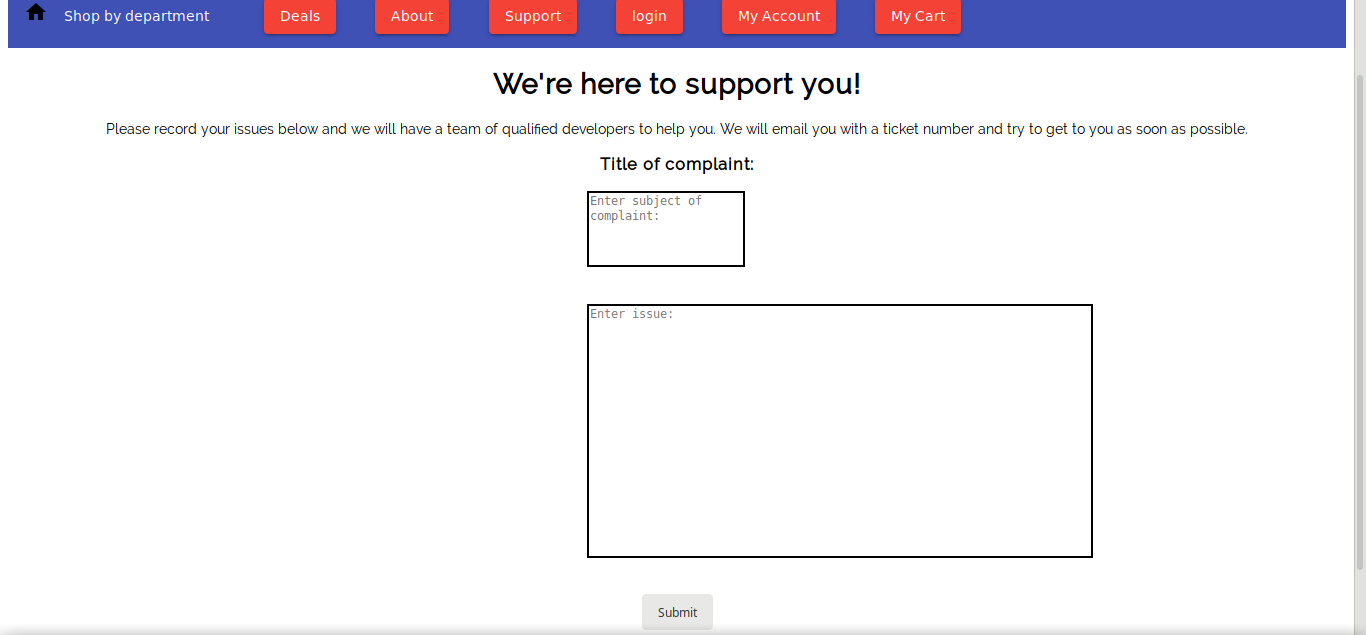 Shop by department Deals About Support login My Account My Cart
We're here to support you!
Please record your issues below and we will have a team of qualified developers to help you. We will email you with a ticket number and try to get to you as soon as possible.
Title of complaint:
Enter subject of
complaint:
Enter issue:
Submit